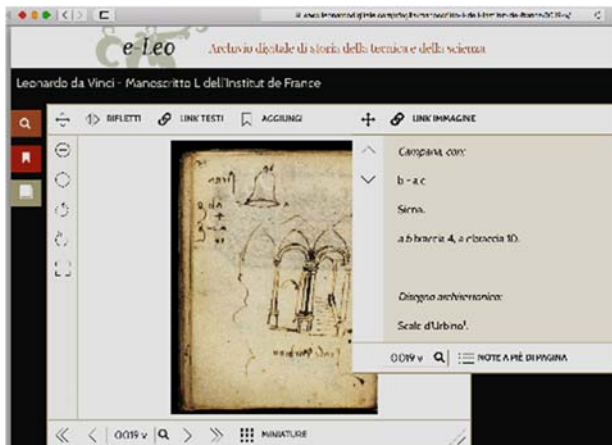 e-Leo
Archivio digitale di storia della tecnica e della scienza
Leonardo da Vinci - Manoscritto L dell'Institut de France
RIFLETTI
LINK TESTI
AGGIUNGI
LINK IMMAGINE
Campana, con:
b - a c
Siena.
a b braccia 4, a c braccia 10.
Disegno architettonico:
Scale d'Urbino¹.
0019 v
NOTE A PIÈ DI PAGINA
0019 v
MINIATURE